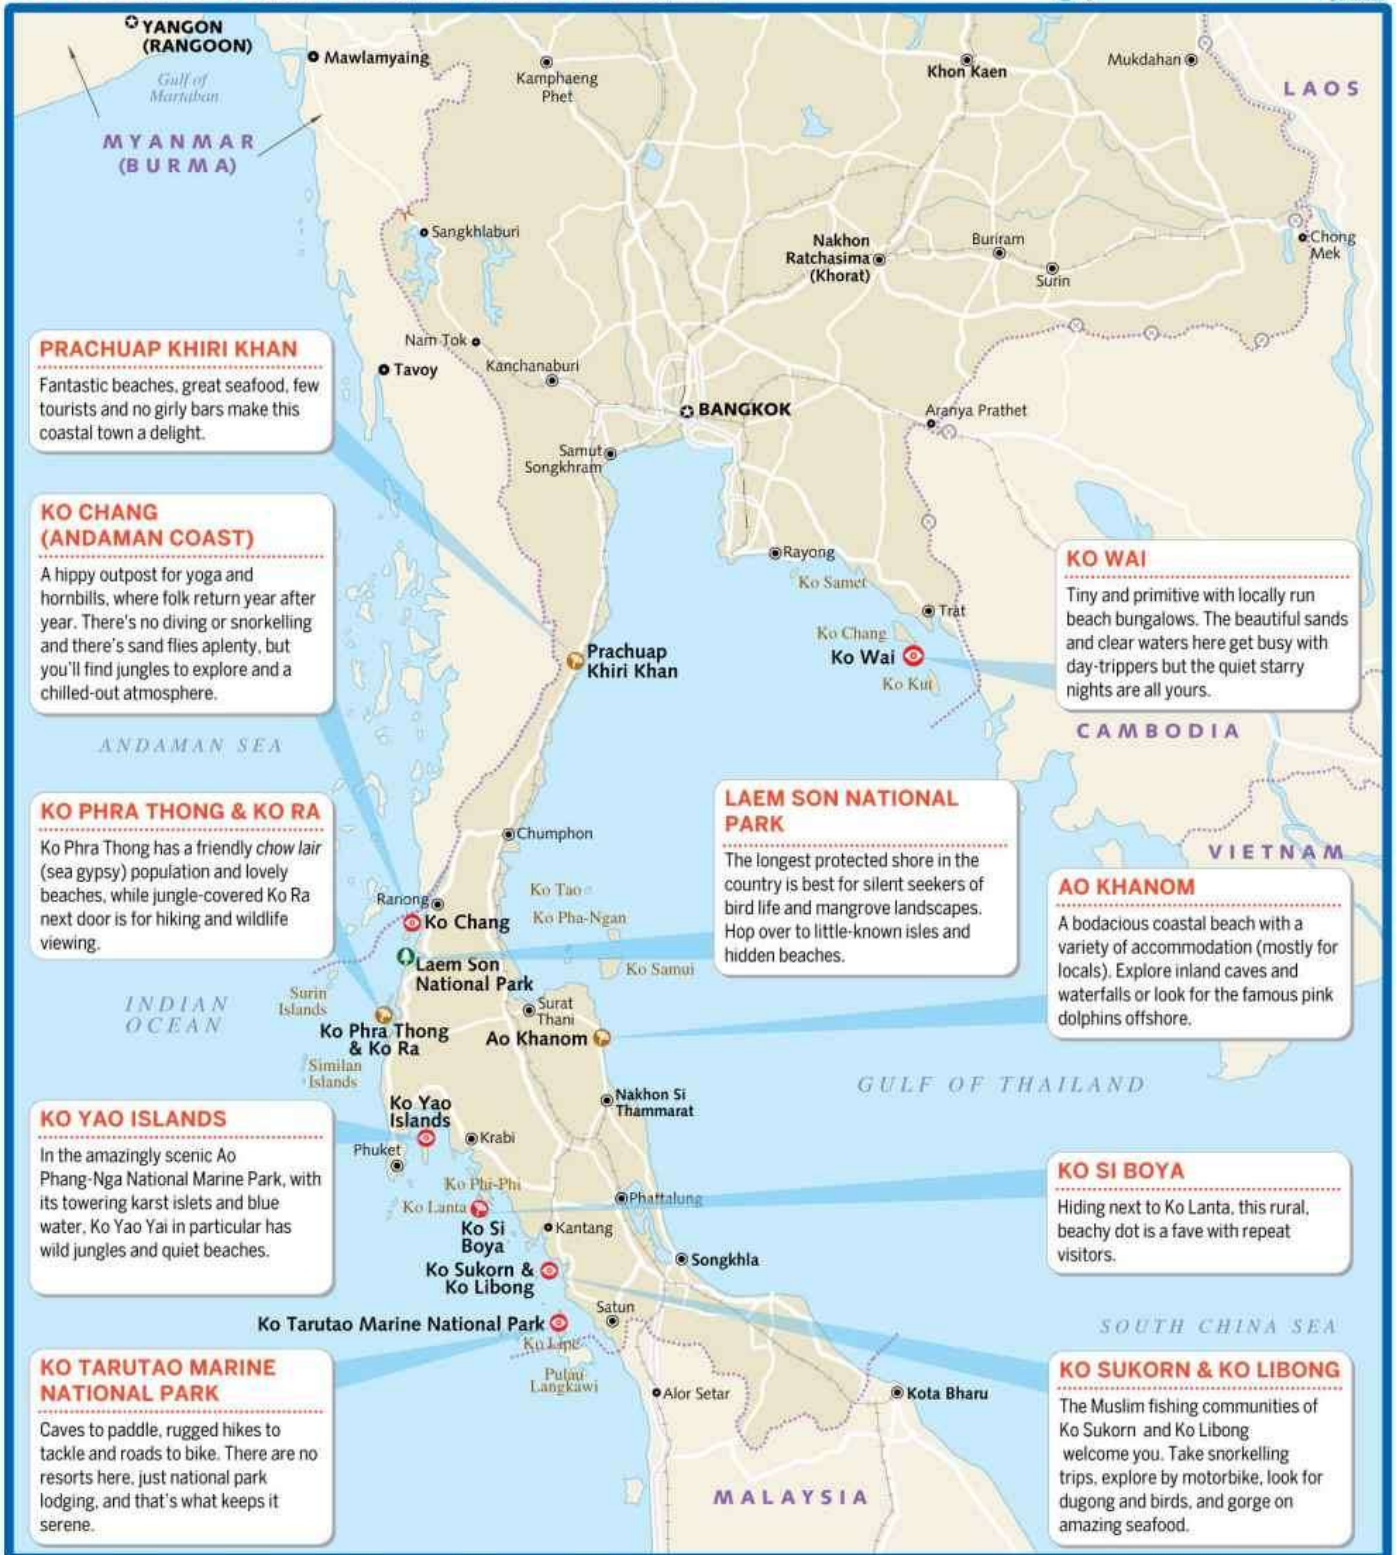 YANGON
(RANGOON)
Mawlamyaing
Gulf of
Martaban
MYANMAR
(BURMA)
Kamphaeng
Phet
Khon Kaen
Mukdahan
LAOS
Sangkhlaburi
Nakhon
Ratchasima
(Khorat)
Buriram
Surin
Chong
Mek
Nam Tok
Tavoy
Kanchanaburi
BANGKOK
Aranya Prathet
Samut
Songkhram
PRACHUAP KHIRI KHAN
Fantastic beaches, great seafood, few
tourists and no girly bars make this
coastal town a delight.
KO CHANG
(ANDAMAN COAST)
A hippy outpost for yoga and
hornbills, where folk return year after
year. There's no diving or snorkelling
and there's sand flies aplenty, but
you'll find jungles to explore and a
chilled-out atmosphere.
Rayong
Ko Samet
Trat
Ko Chang
Ko Wai
Ko Kut
KO WAI
Tiny and primitive with locally run
beach bungalows. The beautiful sands
and clear waters here get busy with
day-trippers but the quiet starry
nights are all yours.
Prachuap
Khiri Khan
CAMBODIA
ANDAMAN SEA
KO PHRA THONG & KO RA
Ko Phra Thong has a friendly chow lair
(sea gypsy) population and lovely
beaches, while jungle-covered Ko Ra
next door is for hiking and wildlife
viewing.
LAEM SON NATIONAL
PARK
The longest protected shore in the
country is best for silent seekers of
bird life and mangrove landscapes.
Hop over to little-known isles and
hidden beaches.
Chumphon
VIETNAM
AO KHANOM
A bodacious coastal beach with a
variety of accommodation (mostly for
locals). Explore inland caves and
waterfalls or look for the famous pink
dolphins offshore.
Ranong
Ko Chang
Ko Tao
Ko Pha-Ngan
Laem Son
National Park
Ko Samui
INDIAN
OCEAN
Surin
Islands
Surat
Thani
Ko Phra Thong
& Ko Ra
Ao Khanom
Similan
Islands
GULF OF THAILAND
Ko Yao
Islands
Nakhon Si
Thammarat
KO YAO ISLANDS
In the amazingly scenic Ao
Phang-Nga National Marine Park, with
its towering karst islets and blue
water, Ko Yao Yai in particular has
wild jungles and quiet beaches.
Phuket
Krabi
Ko Phi-Phi
Phattalung
Ko Lanta
Ko Si
Boya
Kantang
KO SI BOYA
Hiding next to Ko Lanta, this rural,
beachy dot is a fave with repeat
visitors.
Ko Sukorn &
Ko Libong
Songkhla
Satun
Ko Tarutao Marine National Park
Ko Lipe
Pulau
Langkawi
SOUTH CHINA SEA
KO TARUTAO MARINE
NATIONAL PARK
Caves to paddle, rugged hikes to
tackle and roads to bike. There are no
resorts here, just national park
lodging, and that's what keeps it
serene.
Alor Setar
Kota Bharu
KO SUKORN & KO LIBONG
The Muslim fishing communities of
Ko Sukorn and Ko Libong
welcome you. Take snorkelling
trips, explore by motorbike, look for
dugong and birds, and gorge on
amazing seafood.
MALAYSIA